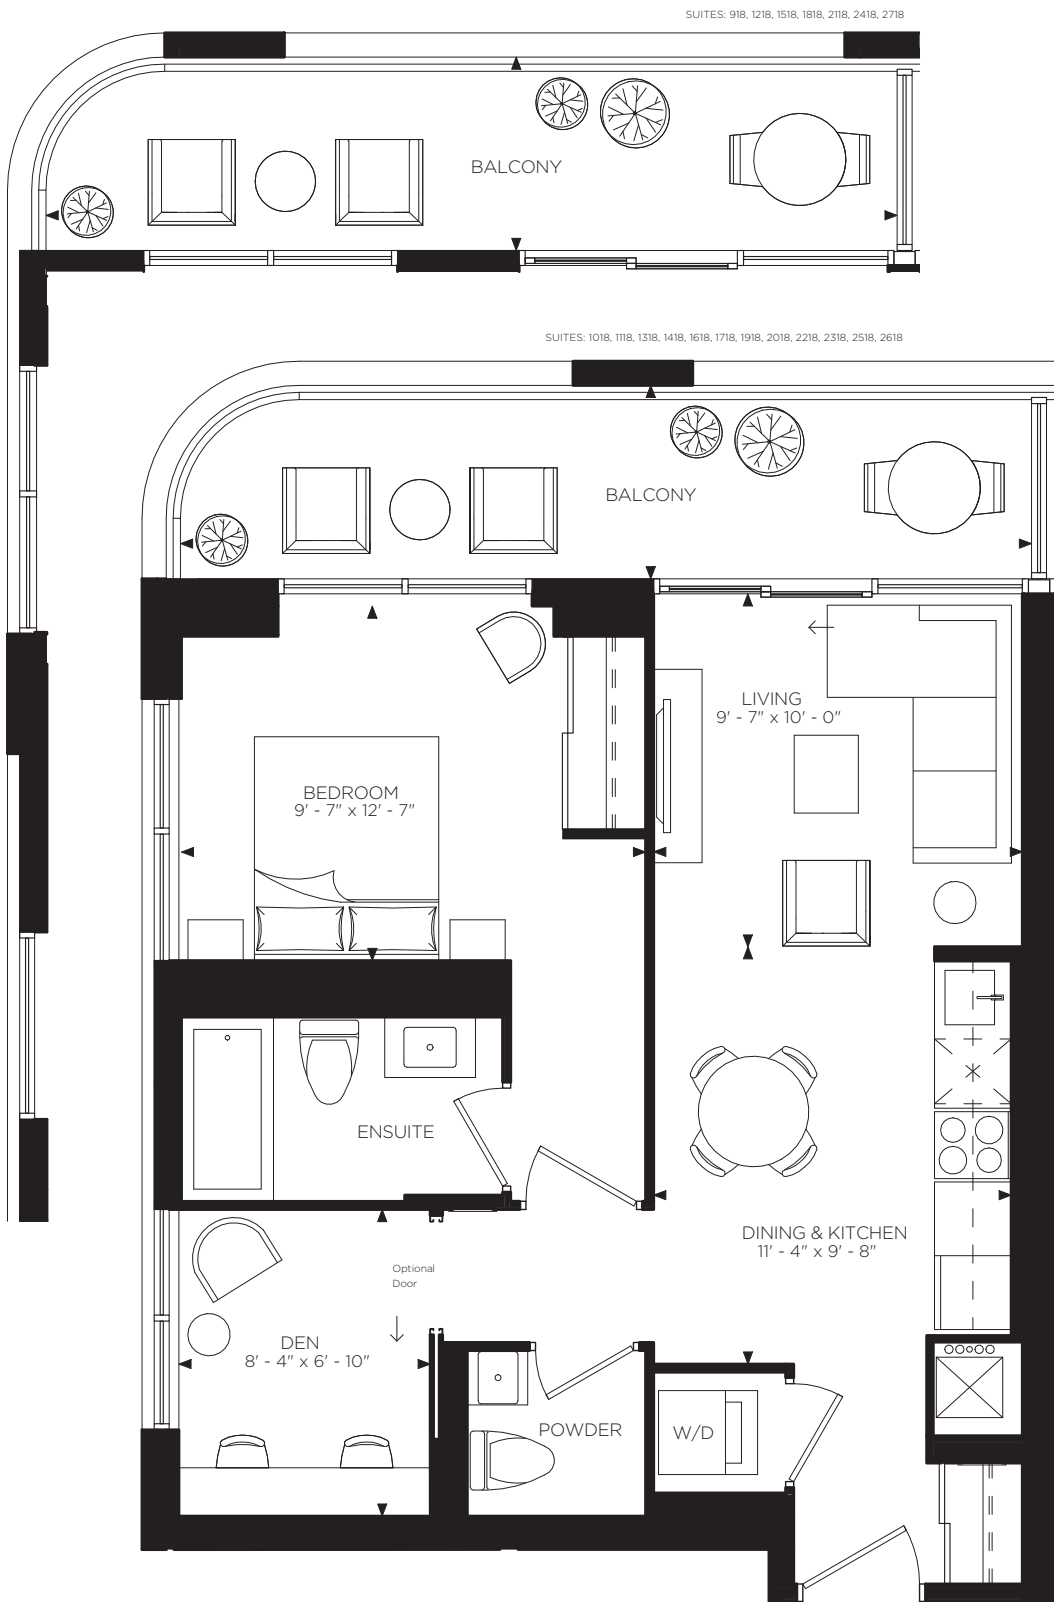 SUITES: 918, 1218, 1518, 1818, 2118, 2418, 2718
BALCONY
SUITES: 1018, 1118, 1318, 1418, 1618, 1718, 1918, 2018, 2218, 2318, 2518, 2618
BALCONY
LIVING
9' - 7" x 10' - 0"
BEDROOM
9' - 7" x 12' - 7"
ENSUITE
DINING & KITCHEN
11' - 4" x 9' - 8"
Optional
Door
DEN
8' - 4" x 6' - 10"
POWDER
W/D